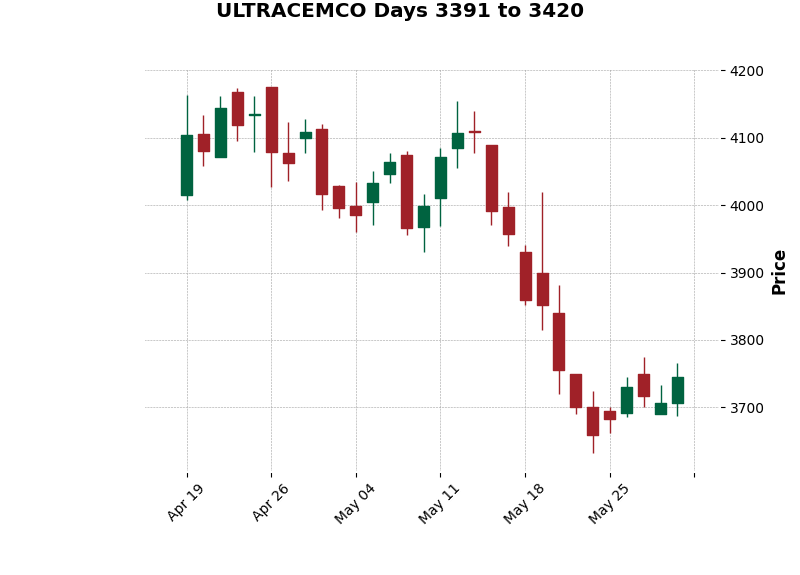 ULTRACEMCO Days 3391 to 3420
4200
4100
4000
3900
3800
3700
Price
Apr 19
Apr 26
May 04
May 11
May 18
May 25